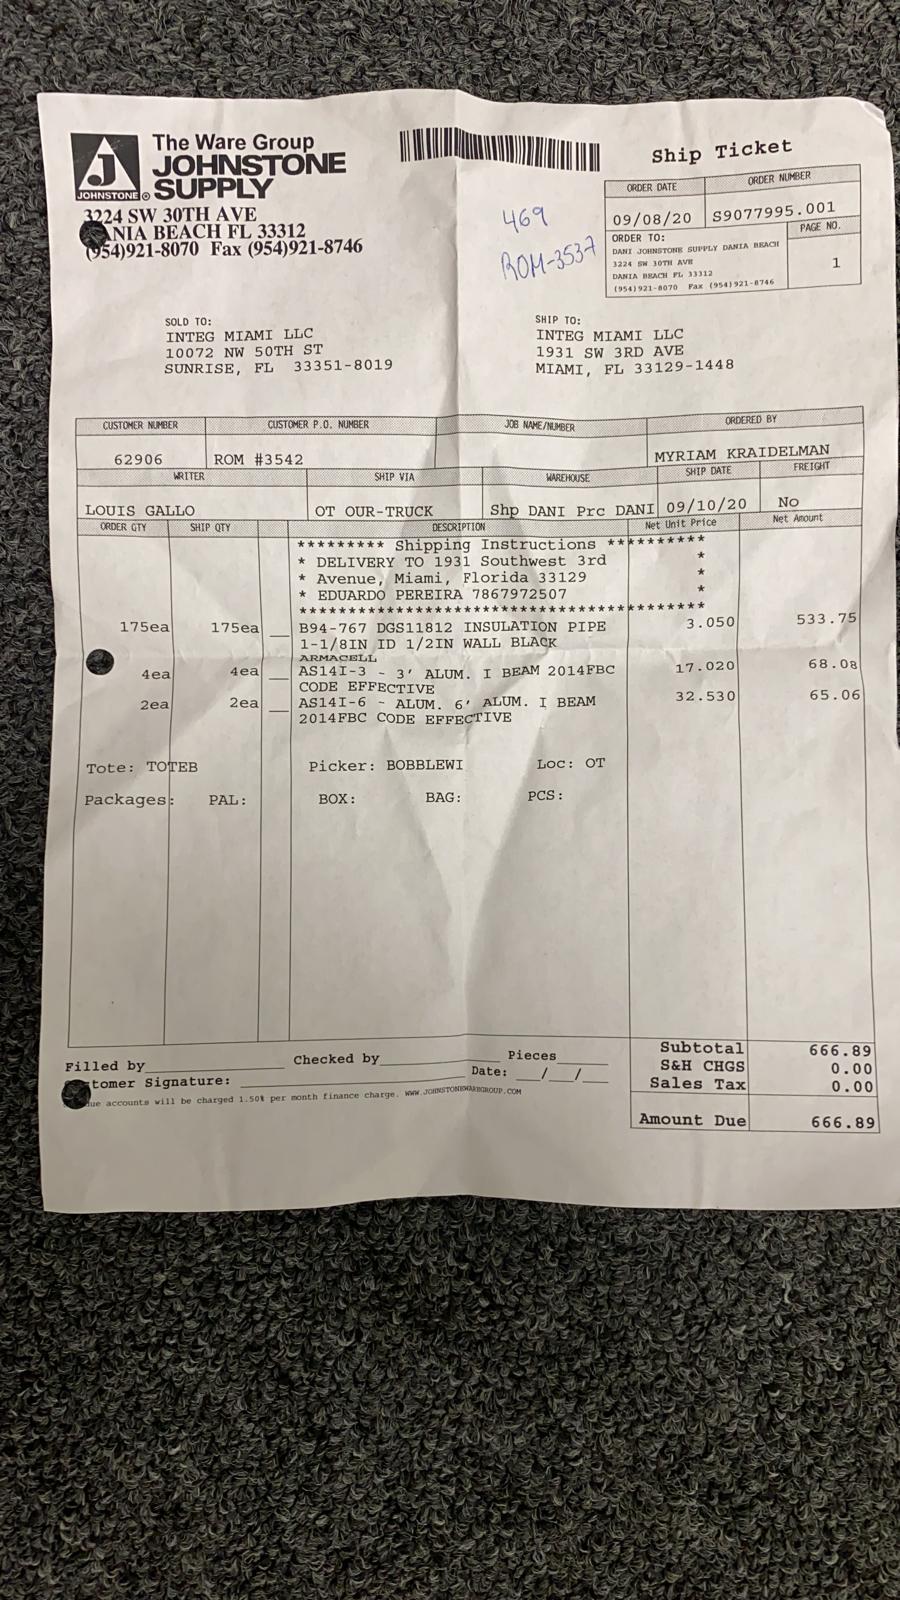 The Ware Group
JOHNSTONE
SUPPLY
J
JOHNSTONE ®
3224 SW 30TH AVE
ANIA BEACH FL 33312
(954)921-8070 Fax (954)921-8746
469
ROM-3537
Ship Ticket
ORDER DATE ORDER NUMBER
09/08/20 S9077995.001
ORDER TO: PAGE NO.
DANI JOHNSTONE SUPPLY DANIA BEACH
3224 SW 30TH AVE
DANIA BEACH FL 33312
(954)921-8070 Fax (954)921-8746
1
SOLD TO:
INTEG MIAMI LLC
10072 NW 50TH ST
SUNRISE, FL 33351-8019
SHIP TO:
INTEG MIAMI LLC
1931 SW 3RD AVE
MIAMI, FL 33129-1448
CUSTOMER NUMBER CUSTOMER P.O. NUMBER JOB NAME/NUMBER ORDERED BY
62906 ROM #3542 MYRIAM KRAIDELMAN
WRITER SHIP VIA WAREHOUSE SHIP DATE FREIGHT
LOUIS GALLO OT OUR-TRUCK Shp DANI Prc DANI 09/10/20 No
ORDER QTY SHIP QTY DESCRIPTION Net Unit Price Net Amount
********* Shipping Instructions **********
* DELIVERY TO 1931 Southwest 3rd *
* Avenue, Miami, Florida 33129 *
* EDUARDO PEREIRA 7867972507 *
******************************************
175ea 175ea __ B94-767 DGS11812 INSULATION PIPE 3.050 533.75
1-1/8IN ID 1/2IN WALL BLACK
ARMACELL
4ea 4ea __ AS14I-3 - 3' ALUM. I BEAM 2014FBC 17.020 68.08
CODE EFFECTIVE
2ea 2ea __ AS14I-6 - ALUM. 6' ALUM. I BEAM 32.530 65.06
2014FBC CODE EFFECTIVE
Tote: TOTEB Picker: BOBBLEWI Loc: OT
Packages: PAL: BOX: BAG: PCS:
Filled by Checked by Pieces
tomer Signature: Date: __/__/__
due accounts will be charged 1.50% per month finance charge. WWW.JOHNSTONEWAREGROUP.COM
Subtotal 666.89
S&H CHGS 0.00
Sales Tax 0.00
Amount Due 666.89